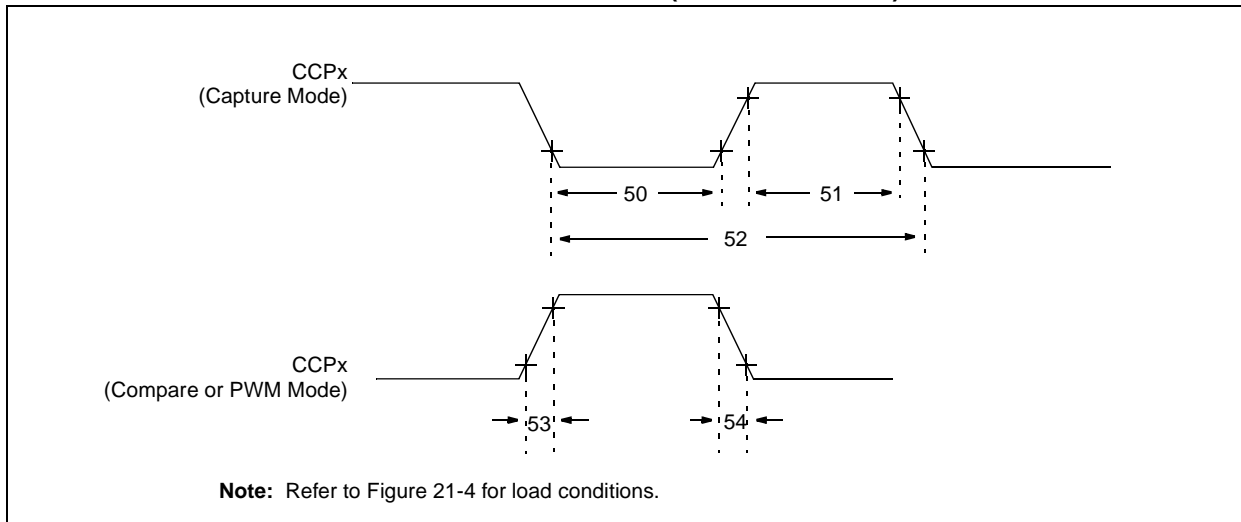 CCPx
(Capture Mode)
50
51
52
CCPx
(Compare or PWM Mode)
53
54
Note: Refer to Figure 21-4 for load conditions.